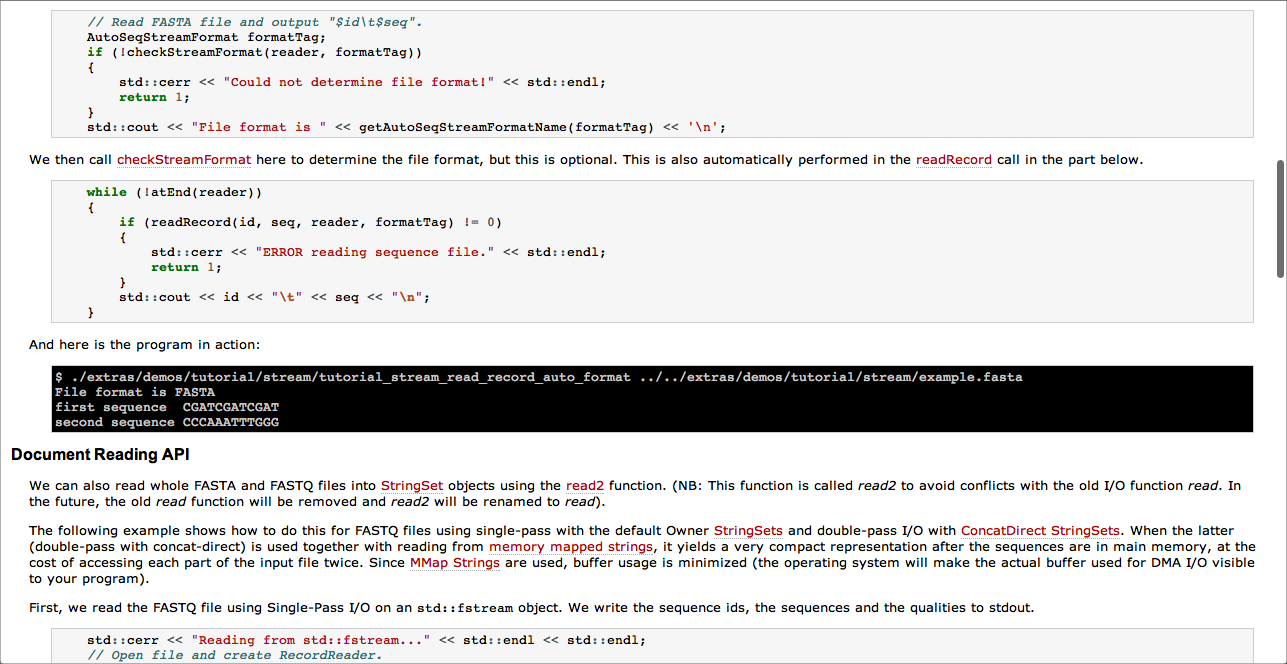 // Read FASTA file and output "$id\t$seq".
AutoSeqStreamFormat formatTag;
if (!checkStreamFormat(reader, formatTag))
{
    std::cerr << "Could not determine file format!" << std::endl;
    return 1;
}
std::cout << "File format is " << getAutoSeqStreamFormatName(formatTag) << '\n';
We then call checkStreamFormat here to determine the file format, but this is optional. This is also automatically performed in the readRecord call in the part below.
while (!atEnd(reader))
{
    if (readRecord(id, seq, reader, formatTag) != 0)
    {
        std::cerr << "ERROR reading sequence file." << std::endl;
        return 1;
    }
    std::cout << id << "\t" << seq << "\n";
}
And here is the program in action:
$ ./extras/demos/tutorial/stream/tutorial_stream_read_record_auto_format ../../extras/demos/tutorial/stream/example.fasta
File format is FASTA
first sequence  CGATCGATCGAT
second sequence CCCAAATTTGGG
Document Reading API
We can also read whole FASTA and FASTQ files into StringSet objects using the read2 function. (NB: This function is called read2 to avoid conflicts with the old I/O function read. In
the future, the old read function will be removed and read2 will be renamed to read).
The following example shows how to do this for FASTQ files using single-pass with the default Owner StringSets and double-pass I/O with ConcatDirect StringSets. When the latter
(double-pass with concat-direct) is used together with reading from memory mapped strings, it yields a very compact representation after the sequences are in main memory, at the
cost of accessing each part of the input file twice. Since MMap Strings are used, buffer usage is minimized (the operating system will make the actual buffer used for DMA I/O visible
to your program).
First, we read the FASTQ file using Single-Pass I/O on an std::fstream object. We write the sequence ids, the sequences and the qualities to stdout.
std::cerr << "Reading from std::fstream..." << std::endl << std::endl;
// Open file and create RecordReader.